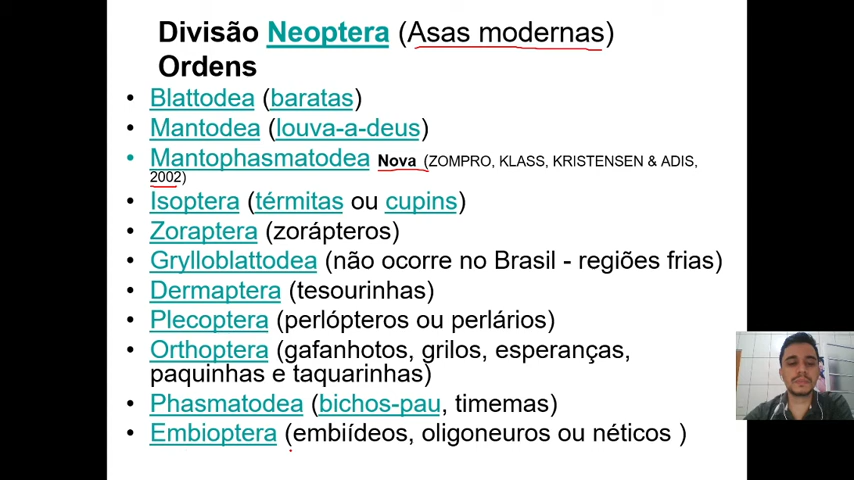 Divisão Neoptera (Asas modernas)
Ordens
• Blattodea (baratas)
• Mantodea (louva-a-deus)
• Mantophasmatodea Nova (ZOMPRO, KLASS, KRISTENSEN & ADIS,
2002)
• Isoptera (térmitas ou cupins)
• Zoraptera (zorápteros)
• Grylloblattodea (não ocorre no Brasil - regiões frias)
• Dermaptera (tesourinhas)
• Plecoptera (perlópteros ou perlários)
• Orthoptera (gafanhotos, grilos, esperanças,
paquinhas e taquarinhas)
• Phasmatodea (bichos-pau, timemas)
• Embioptera (embiídeos, oligoneuros ou néticos )